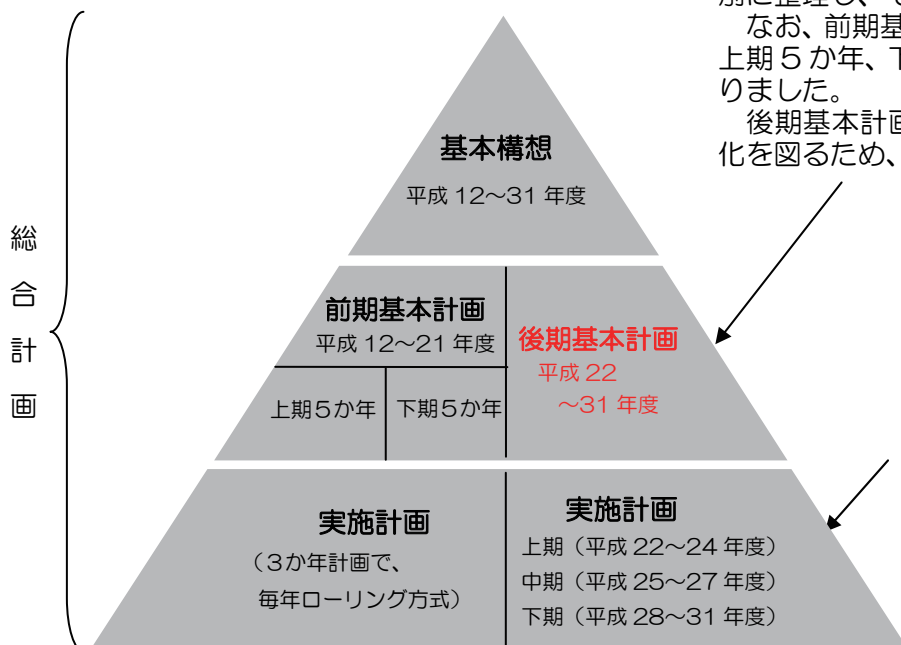 別に整理し、
なお、前期基
上期５か年、下
りました。
後期基本計画
化を図るため、
総合計画
基本構想
平成 12～31 年度
前期基本計画
平成 12～21 年度
上期５か年
下期５か年
後期基本計画
平成 22
～31 年度
実施計画
（３か年計画で、
毎年ローリング方式）
実施計画
上期（平成 22～24 年度）
中期（平成 25～27 年度）
下期（平成 28～31 年度）